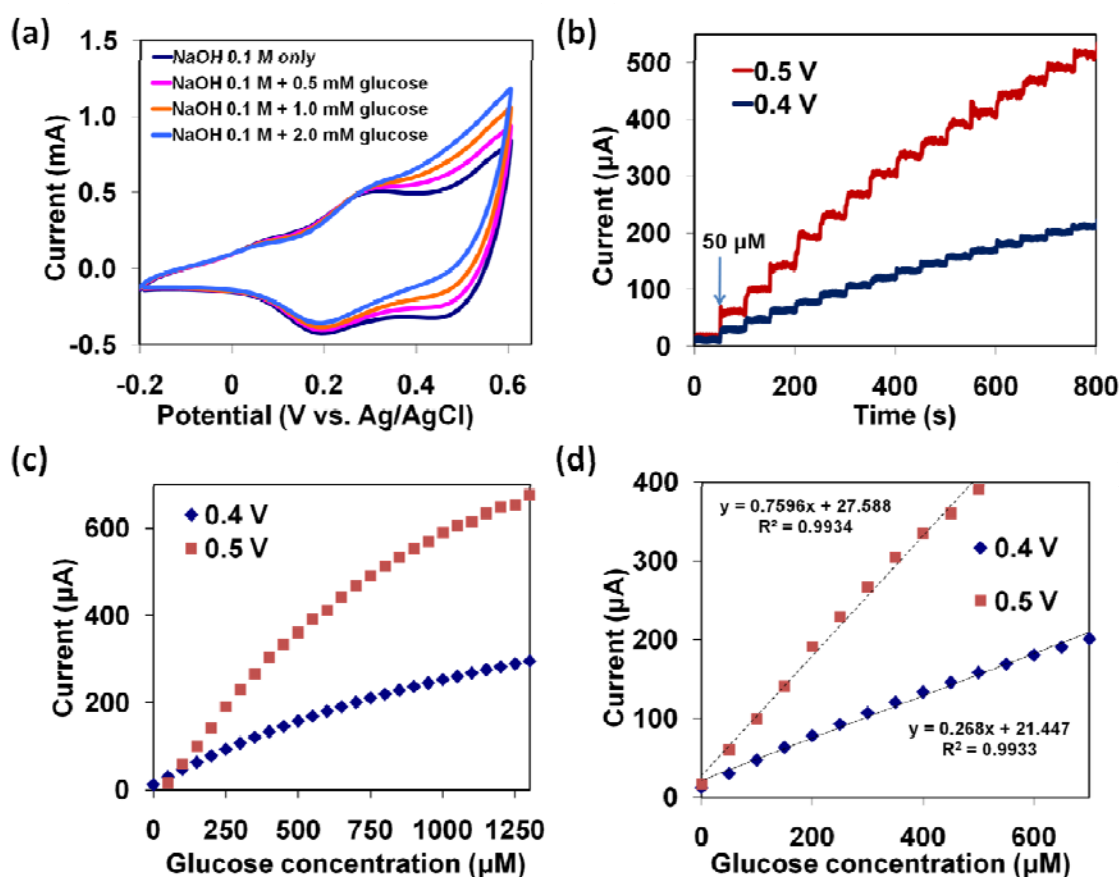 (a)
1.5
1.0
0.5
0.0
-0.5
Current (mA)
NaOH 0.1 M only
NaOH 0.1 M + 0.5 mM glucose
NaOH 0.1 M + 1.0 mM glucose
NaOH 0.1 M + 2.0 mM glucose
-0.2 0 0.2 0.4 0.6
Potential (V vs. Ag/AgCl)
(b)
500
400
300
200
100
0
Current (μA)
0.5 V
0.4 V
50 μM
0 200 400 600 800
Time (s)
(c)
600
400
200
0
Current (μA)
0.4 V
0.5 V
0 250 500 750 1000 1250
Glucose concentration (μM)
(d)
400
300
200
100
0
Current (μA)
y = 0.7596x + 27.588
R² = 0.9934
0.4 V
0.5 V
y = 0.268x + 21.447
R² = 0.9933
0 200 400 600
Glucose concentration (μM)